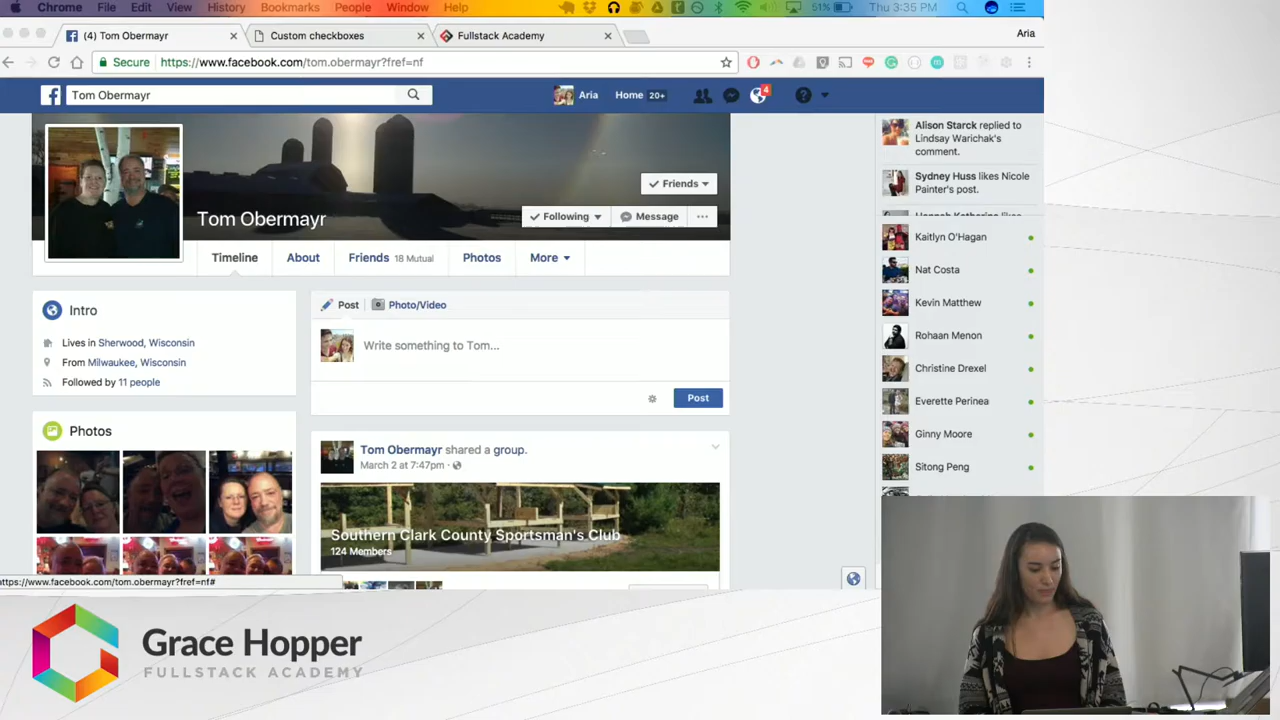 Chrome File Edit View History Bookmarks People Window Help 51% Thu 3:35 PM
(4) Tom Obermayr Custom checkboxes Fullstack Academy Aria
Secure https://www.facebook.com/tom.obermayr?fref=nf
Tom Obermayr Aria Home 20+ 4
Alison Starck replied to
Lindsay Warichak's
comment.
Sydney Huss likes Nicole
Painter's post.
Friends
Tom Obermayr Following Message
Timeline About Friends 18 Mutual Photos More
Kaitlyn O'Hagan
Nat Costa
Kevin Matthew
Rohaan Menon
Christine Drexel
Everette Perinea
Ginny Moore
Sitong Peng
Intro
Lives in Sherwood, Wisconsin
From Milwaukee, Wisconsin
Followed by 11 people
Photos
Post Photo/Video
Write something to Tom...
Post
Tom Obermayr shared a group.
March 2 at 7:47pm
Southern Clark County Sportsman's Club
124 Members
https://www.facebook.com/tom.obermayr?fref=nf#
Grace Hopper
FULLSTACK ACADEMY